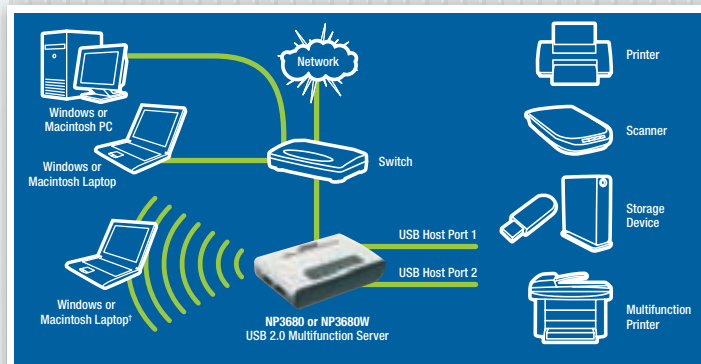 Network
Windows or
Macintosh PC
Printer
Windows or
Macintosh Laptop
Switch
Scanner
USB Host Port 1
USB Host Port 2
Storage
Device
Windows or
Macintosh Laptop†
NP3680 or NP3680W
USB 2.0 Multifunction Server
Multifunction
Printer